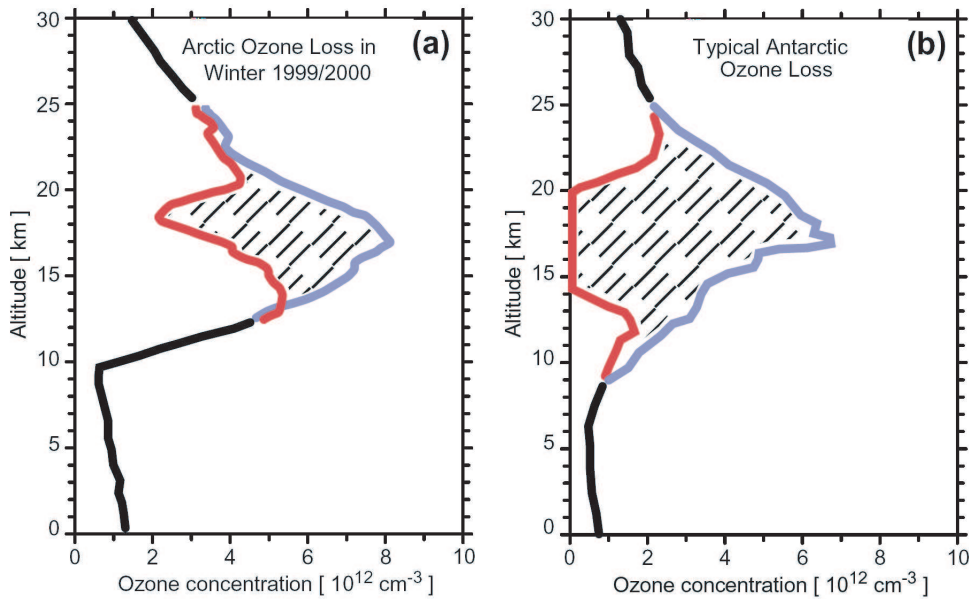 Arctic Ozone Loss in
Winter 1999/2000
(a)
30
25
20
15
10
5
0
Altitude [ km ]
0 2 4 6 8 10
Ozone concentration [ 10¹² cm⁻³ ]
Typical Antarctic
Ozone Loss
(b)
30
25
20
15
10
5
0
Altitude [ km ]
0 2 4 6 8 10
Ozone concentration [ 10¹² cm⁻³ ]